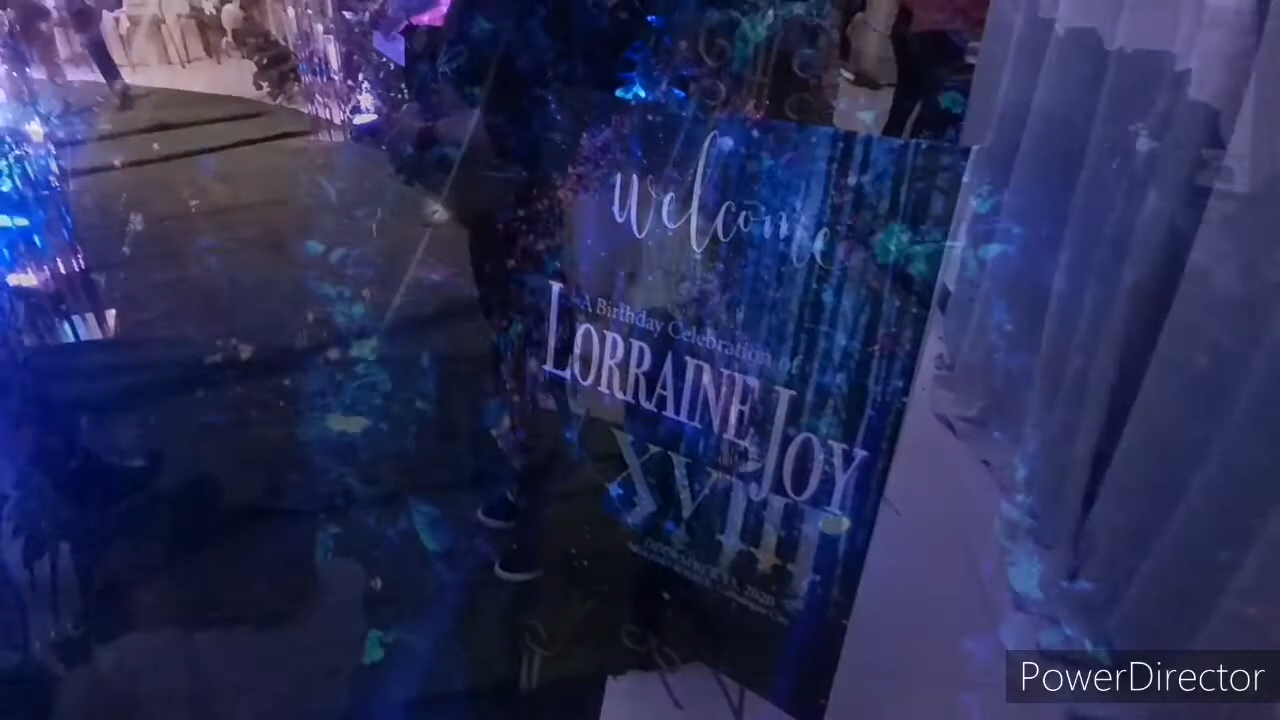 welcome
A Birthday Celebration of
LORRAINE JOY
XVIII
PowerDirector